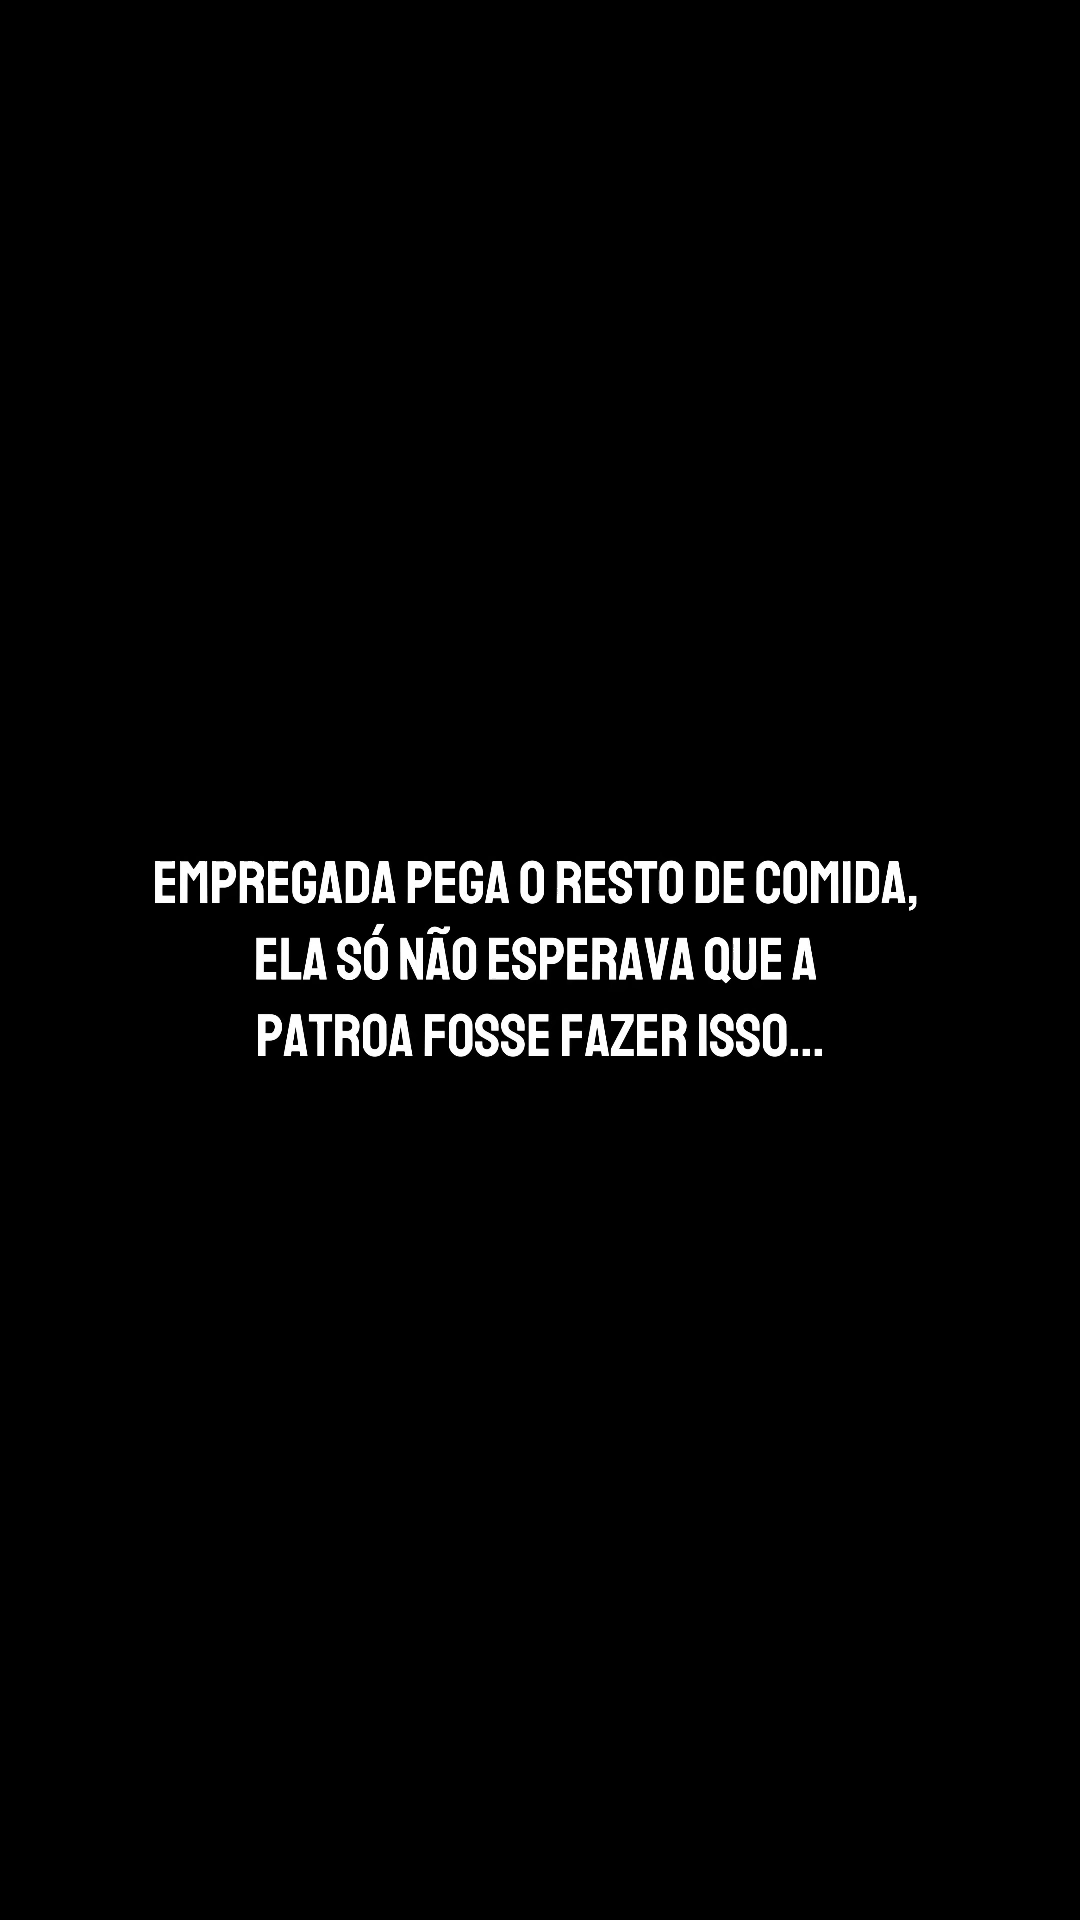 EMPREGADA PEGA O RESTO DE COMIDA,
ELA SÓ NÃO ESPERAVA QUE A
PATROA FOSSE FAZER ISSO...